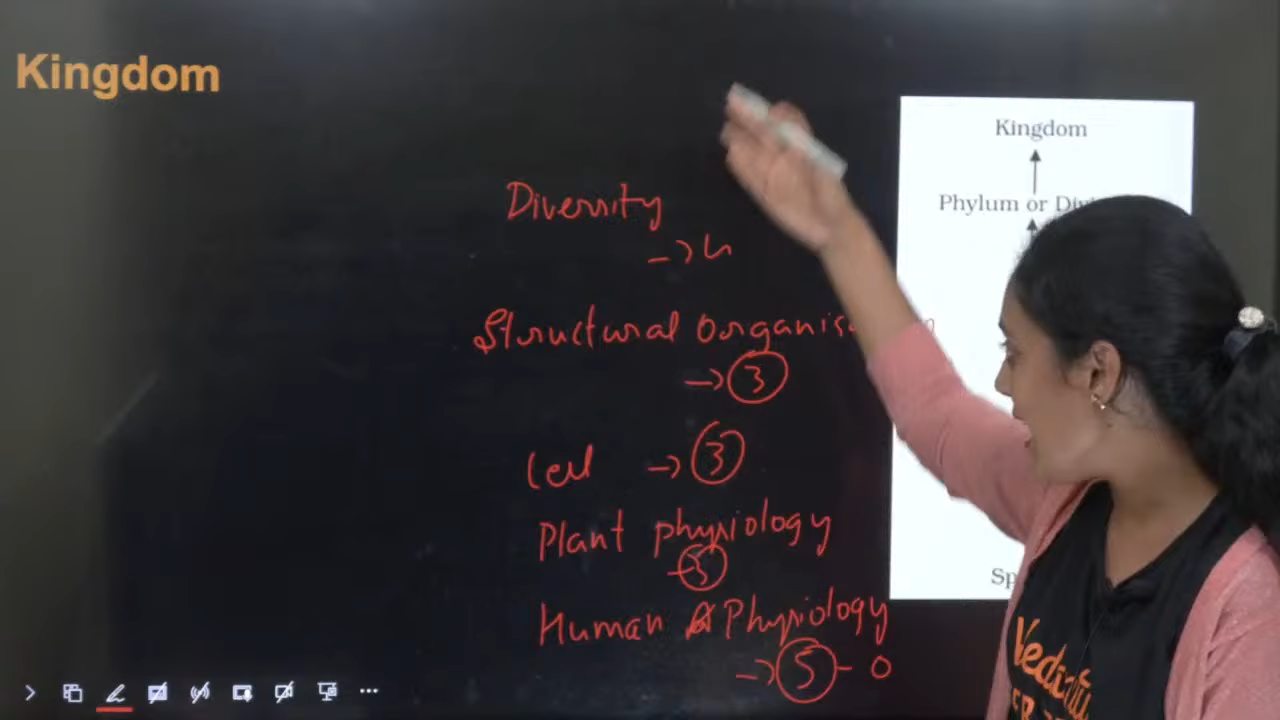 Kingdom
Kingdom
Phylum or
Diversity
→ 4
Structural Organis
→ 3
Cell → 3
Plant physiology
5
Human Physiology
→ 5 - 0
Sp
Vedantu